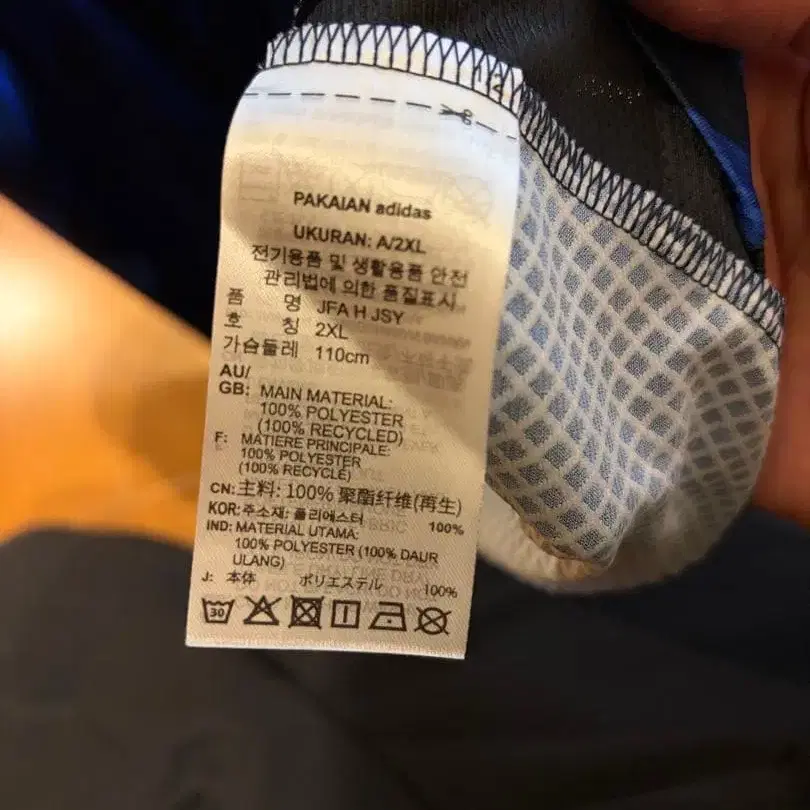 PAKAIAN adidas
UKURAN: A/2XL
전기용품 및 생활용품 안전
관리법에 의한 품질표시
품 명 JFA H JSY
호 칭 2XL
가슴둘레 110cm
AU/
GB: MAIN MATERIAL:
100% POLYESTER
(100% RECYCLED)
F: MATIERE PRINCIPALE:
100% POLYESTER
(100% RECYCLÉ)
CN: 主料: 100% 聚酯纤维(再生)
KOR: 주소재: 폴리에스터 100%
IND: MATERIAL UTAMA:
100% POLYESTER (100% DAUR
ULANG)
J: 本体 ポリエステル 100%
30